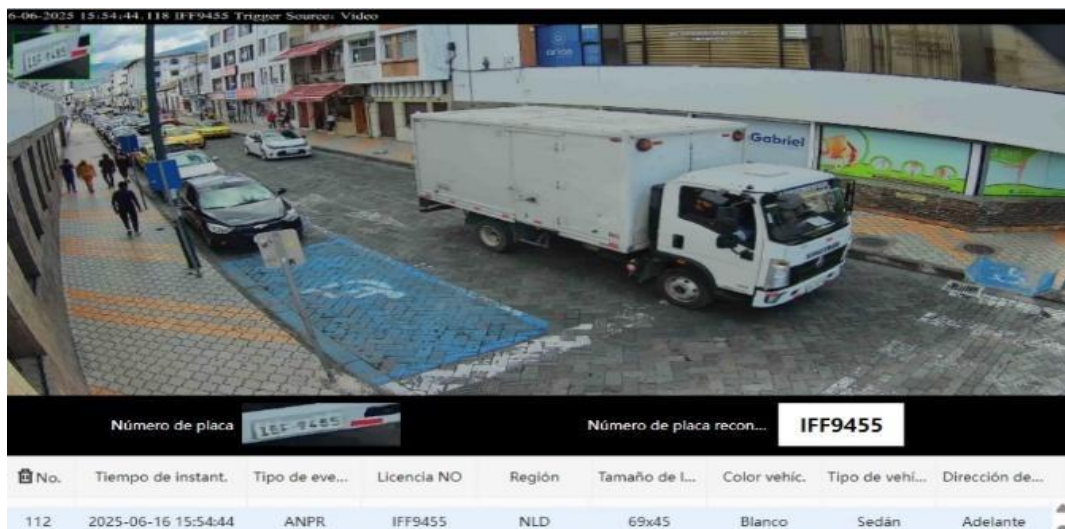 6-06-2025 15:54:44.118 IFF9455 Trigger Source: Video
arios
Gabriel
Número de placa
Número de placa recon...
IFF9455
No. Tiempo de instant. Tipo de eve... Licencia NO Región Tamaño de l... Color vehíc. Tipo de vehí... Dirección de...
112 2025-06-16 15:54:44 ANPR IFF9455 NLD 69x45 Blanco Sedán Adelante